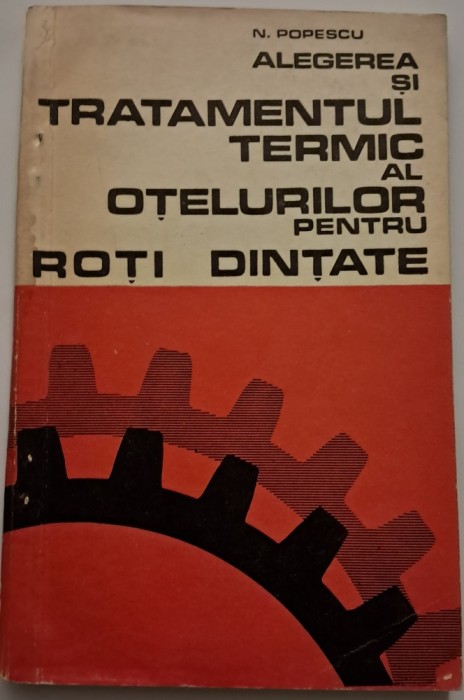 N. POPESCU
ALEGEREA
ȘI
TRATAMENTUL
TERMIC
AL
OȚELURILOR
PENTRU
ROȚI DINȚATE